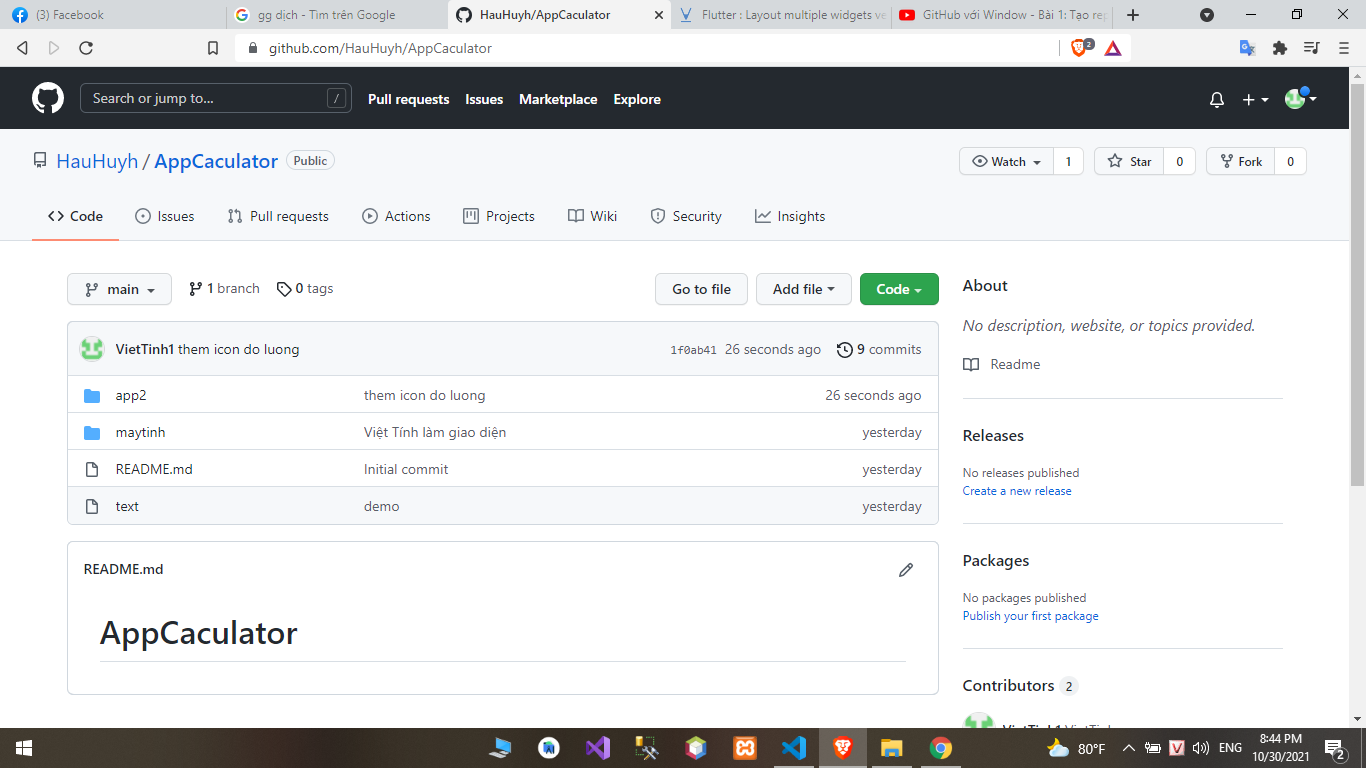 (3) Facebook
gg dịch - Tìm trên Google
HauHuyh/AppCaculator
Flutter : Layout multiple widgets ve
GitHub với Window - Bài 1: Tạo rep
github.com/HauHuyh/AppCaculator
2
Search or jump to...
/
Pull requests
Issues
Marketplace
Explore
HauHuyh / AppCaculator
Public
Watch
1
Star
0
Fork
0
Code
Issues
Pull requests
Actions
Projects
Wiki
Security
Insights
main
1 branch
0 tags
Go to file
Add file
Code
VietTinh1 them icon do luong
1f0ab41
26 seconds ago
9 commits
app2
them icon do luong
26 seconds ago
maytinh
Việt Tính làm giao diện
yesterday
README.md
Initial commit
yesterday
text
demo
yesterday
README.md
AppCaculator
About
No description, website, or topics provided.
Readme
Releases
No releases published
Create a new release
Packages
No packages published
Publish your first package
Contributors 2
80°F
ENG
8:44 PM
10/30/2021
2